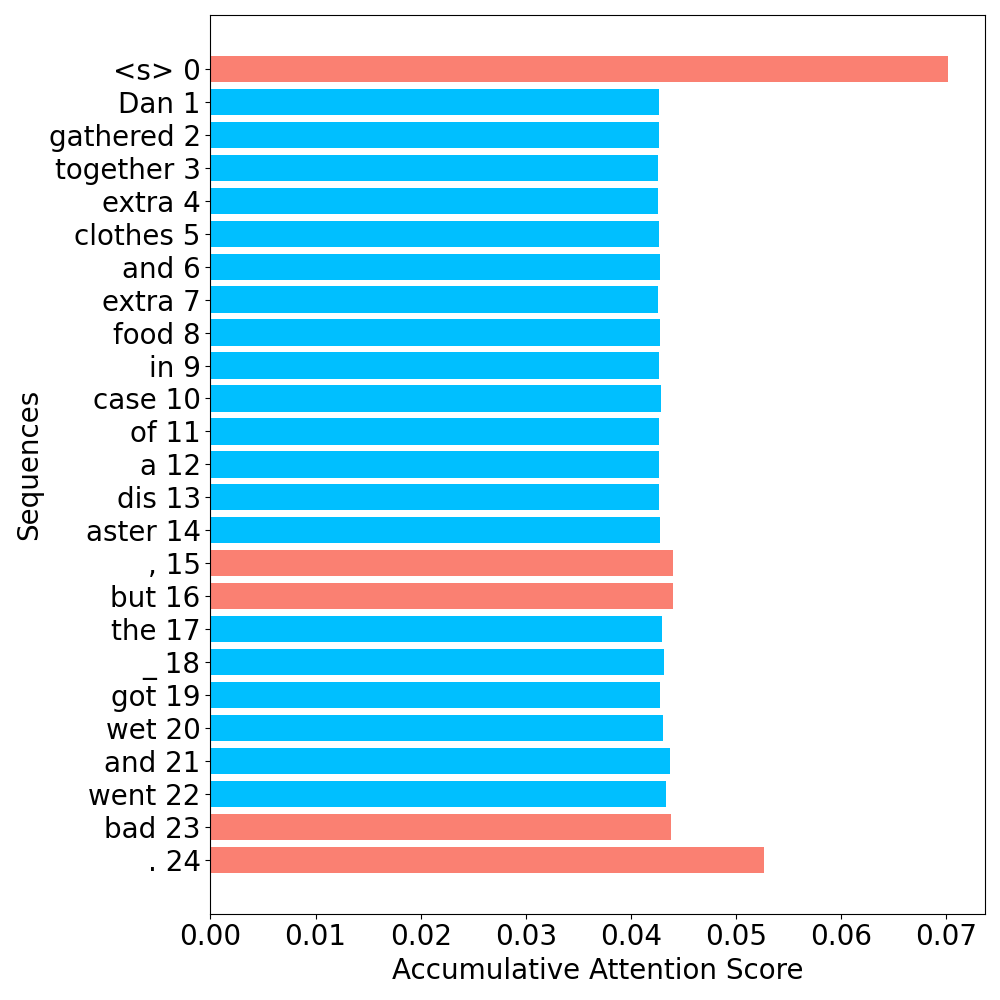 <s> 0
Dan 1
gathered 2
together 3
extra 4
clothes 5
and 6
extra 7
food 8
in 9
case 10
of 11
a 12
dis 13
aster 14
, 15
but 16
the 17
_ 18
got 19
wet 20
and 21
went 22
bad 23
. 24
Sequences
0.00 0.01 0.02 0.03 0.04 0.05 0.06 0.07
Accumulative Attention Score